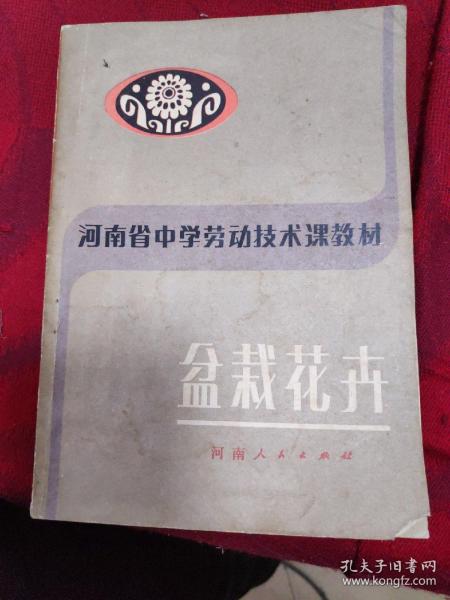 河南省中学劳动技术课教材
盆栽花卉
河南人民出版社
孔夫子旧书网
www.kongfz.com